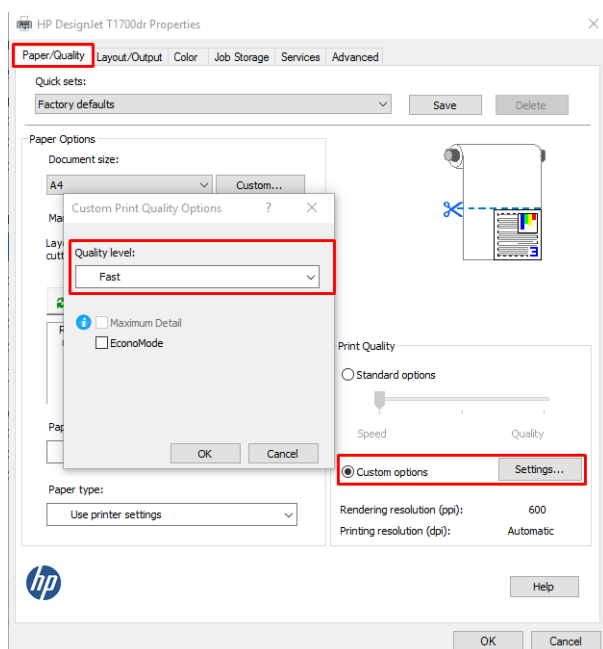 HP DesignJet T1700dr Properties
Paper/Quality Layout/Output Color Job Storage Services Advanced
Quick sets:
Factory defaults
Save Delete
Paper Options
Document size:
A4
Custom...
Custom Print Quality Options ?
Quality level:
Fast
Maximum Detail
EconoMode
OK Cancel
Paper type:
Use printer settings
3
Print Quality
Standard options
Speed Quality
Custom options Settings...
Rendering resolution (ppi): 600
Printing resolution (dpi): Automatic
hp
Help
OK Cancel